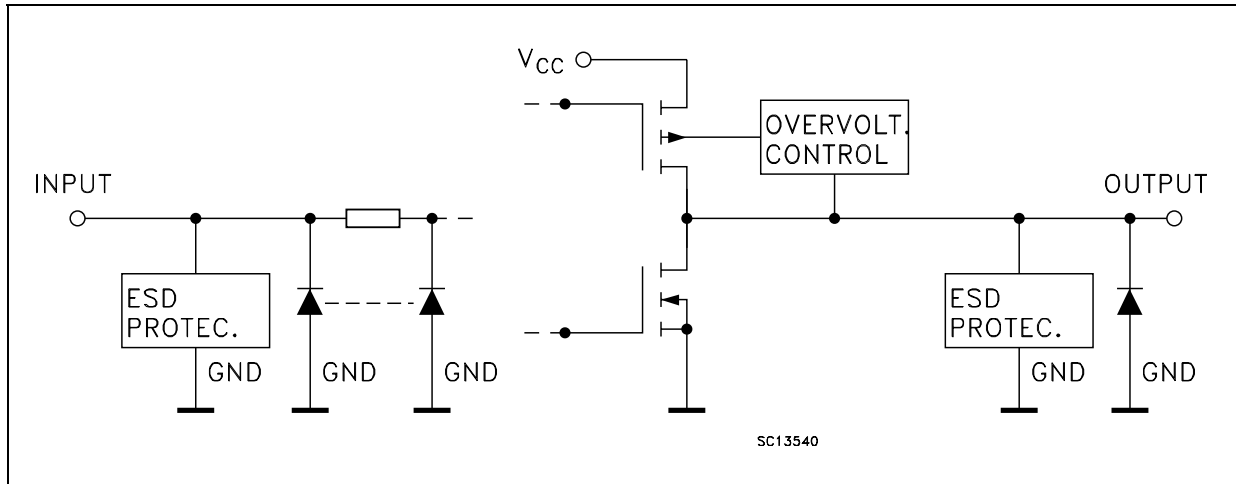 VCC
OVERVOLT.
CONTROL
INPUT
OUTPUT
ESD
PROTEC.
ESD
PROTEC.
GND
GND
GND
GND
GND
SC13540